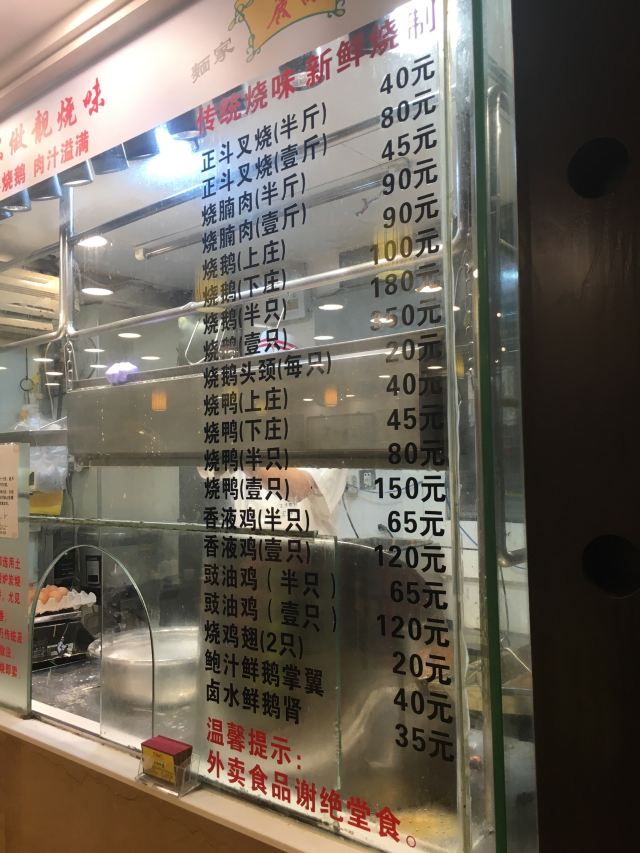 麵家
做靓烧味
烧鹅 肉汁溢满
传统烧味 新鲜烧制
正斗叉烧(半斤) 40元
正斗叉烧(壹斤) 80元
烧腩肉(半斤) 45元
烧腩肉(壹斤) 90元
烧鹅(上庄) 90元
烧鹅(下庄) 100元
烧鹅(半只) 180元
烧鹅(壹只) 350元
烧鹅头颈(每只) 20元
烧鸭(上庄) 40元
烧鸭(下庄) 45元
烧鸭(半只) 80元
烧鸭(壹只) 150元
香液鸡(半只) 65元
香液鸡(壹只) 120元
豉油鸡(半只) 65元
豉油鸡(壹只) 120元
烧鸡翅(2只) 20元
鲍汁鲜鹅掌翼 40元
卤水鲜鹅肾 35元
温馨提示:
外卖食品谢绝堂食。